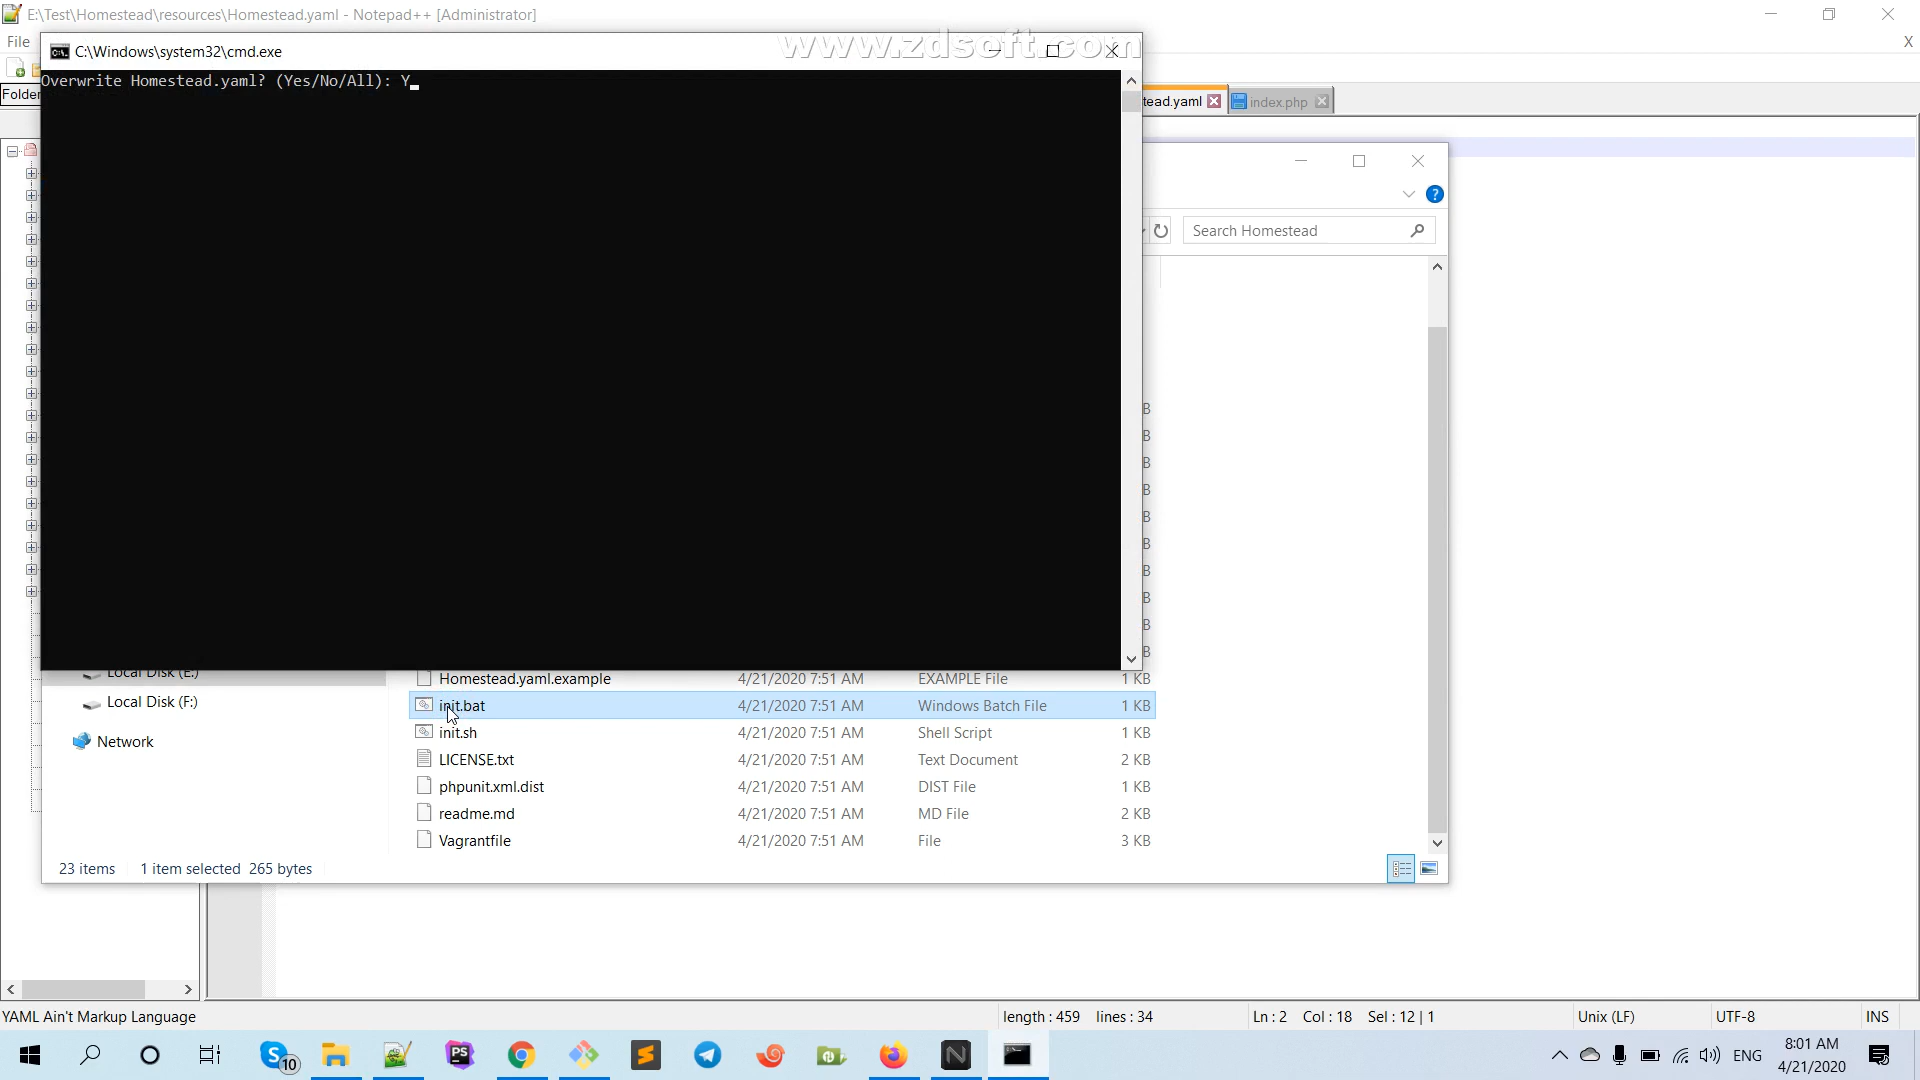 E:\Test\Homestead\resources\Homestead.yaml - Notepad++ [Administrator]
File
X
C:\Windows\system32\cmd.exe
www.zdsoft.com
Overwrite Homestead.yaml? (Yes/No/All): Y
Folder
tead.yaml
index.php
Search Homestead
B
B
B
B
B
B
B
B
B
B
Local Disk (E:)
Homestead.yaml.example 4/21/2020 7:51 AM EXAMPLE File 1 KB
Local Disk (F:)
init.bat 4/21/2020 7:51 AM Windows Batch File 1 KB
init.sh 4/21/2020 7:51 AM Shell Script 1 KB
Network
LICENSE.txt 4/21/2020 7:51 AM Text Document 2 KB
phpunit.xml.dist 4/21/2020 7:51 AM DIST File 1 KB
readme.md 4/21/2020 7:51 AM MD File 2 KB
Vagrantfile 4/21/2020 7:51 AM File 3 KB
23 items 1 item selected 265 bytes
YAML Ain't Markup Language length : 459 lines : 34 Ln : 2 Col : 18 Sel : 12 | 1 Unix (LF) UTF-8 INS
10
PS
ENG
8:01 AM
4/21/2020